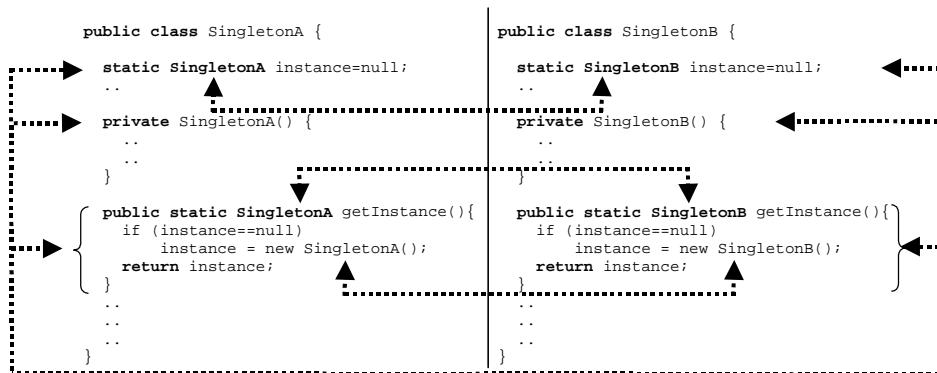 public class SingletonA {
static SingletonA instance=null;
..
private SingletonA() {
..
..
}
public static SingletonA getInstance(){
if (instance==null)
instance = new SingletonA();
return instance;
}
..
..
..
}
public class SingletonB {
static SingletonB instance=null;
..
private SingletonB() {
..
..
}
public static SingletonB getInstance(){
if (instance==null)
instance = new SingletonB();
return instance;
}
..
..
..
}